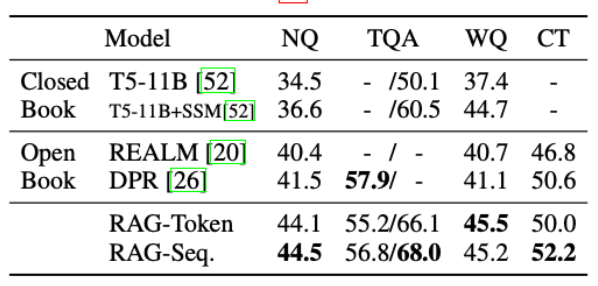 Model NQ TQA WQ CT
Closed T5-11B [52] 34.5 - /50.1 37.4 -
Book T5-11B+SSM[52] 36.6 - /60.5 44.7 -
Open REALM [20] 40.4 - / - 40.7 46.8
Book DPR [26] 41.5 57.9/ - 41.1 50.6
RAG-Token 44.1 55.2/66.1 45.5 50.0
RAG-Seq. 44.5 56.8/68.0 45.2 52.2